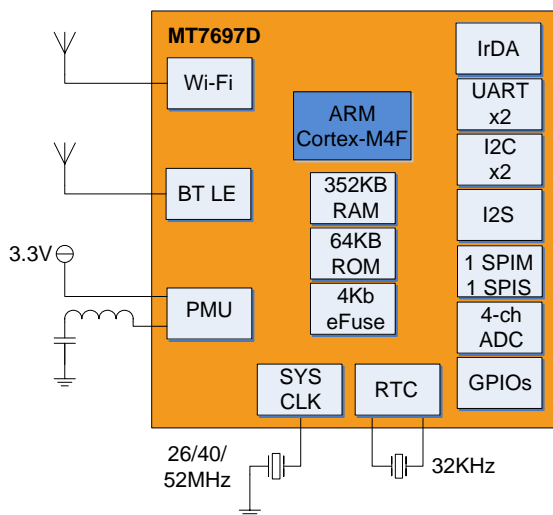 MT7697D
Wi-Fi
BT LE
3.3V
PMU
ARM
Cortex-M4F
352KB
RAM
64KB
ROM
4Kb
eFuse
SYS
CLK
RTC
26/40/
52MHz
32KHz
IrDA
UART
x2
I2C
x2
I2S
1 SPIM
1 SPIS
4-ch
ADC
GPIOs